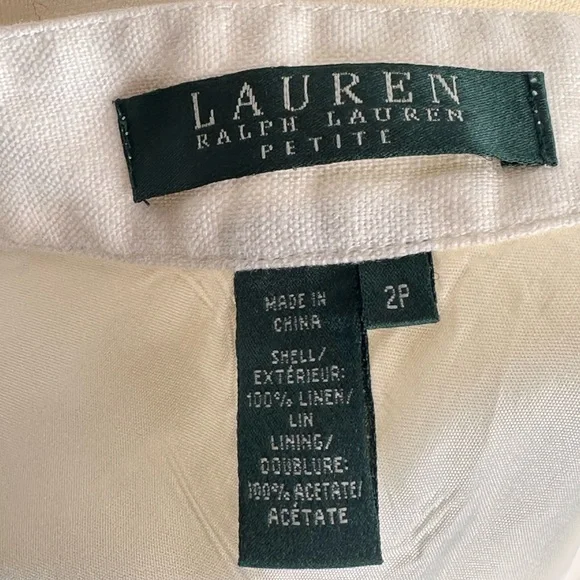 LAUREN
RALPH LAUREN
PETITE
2P
MADE IN
CHINA
SHELL/
EXTÉRIEUR:
100% LINEN/
LIN
LINING/
DOUBLURE:
100% ACETATE/
ACÉTATE